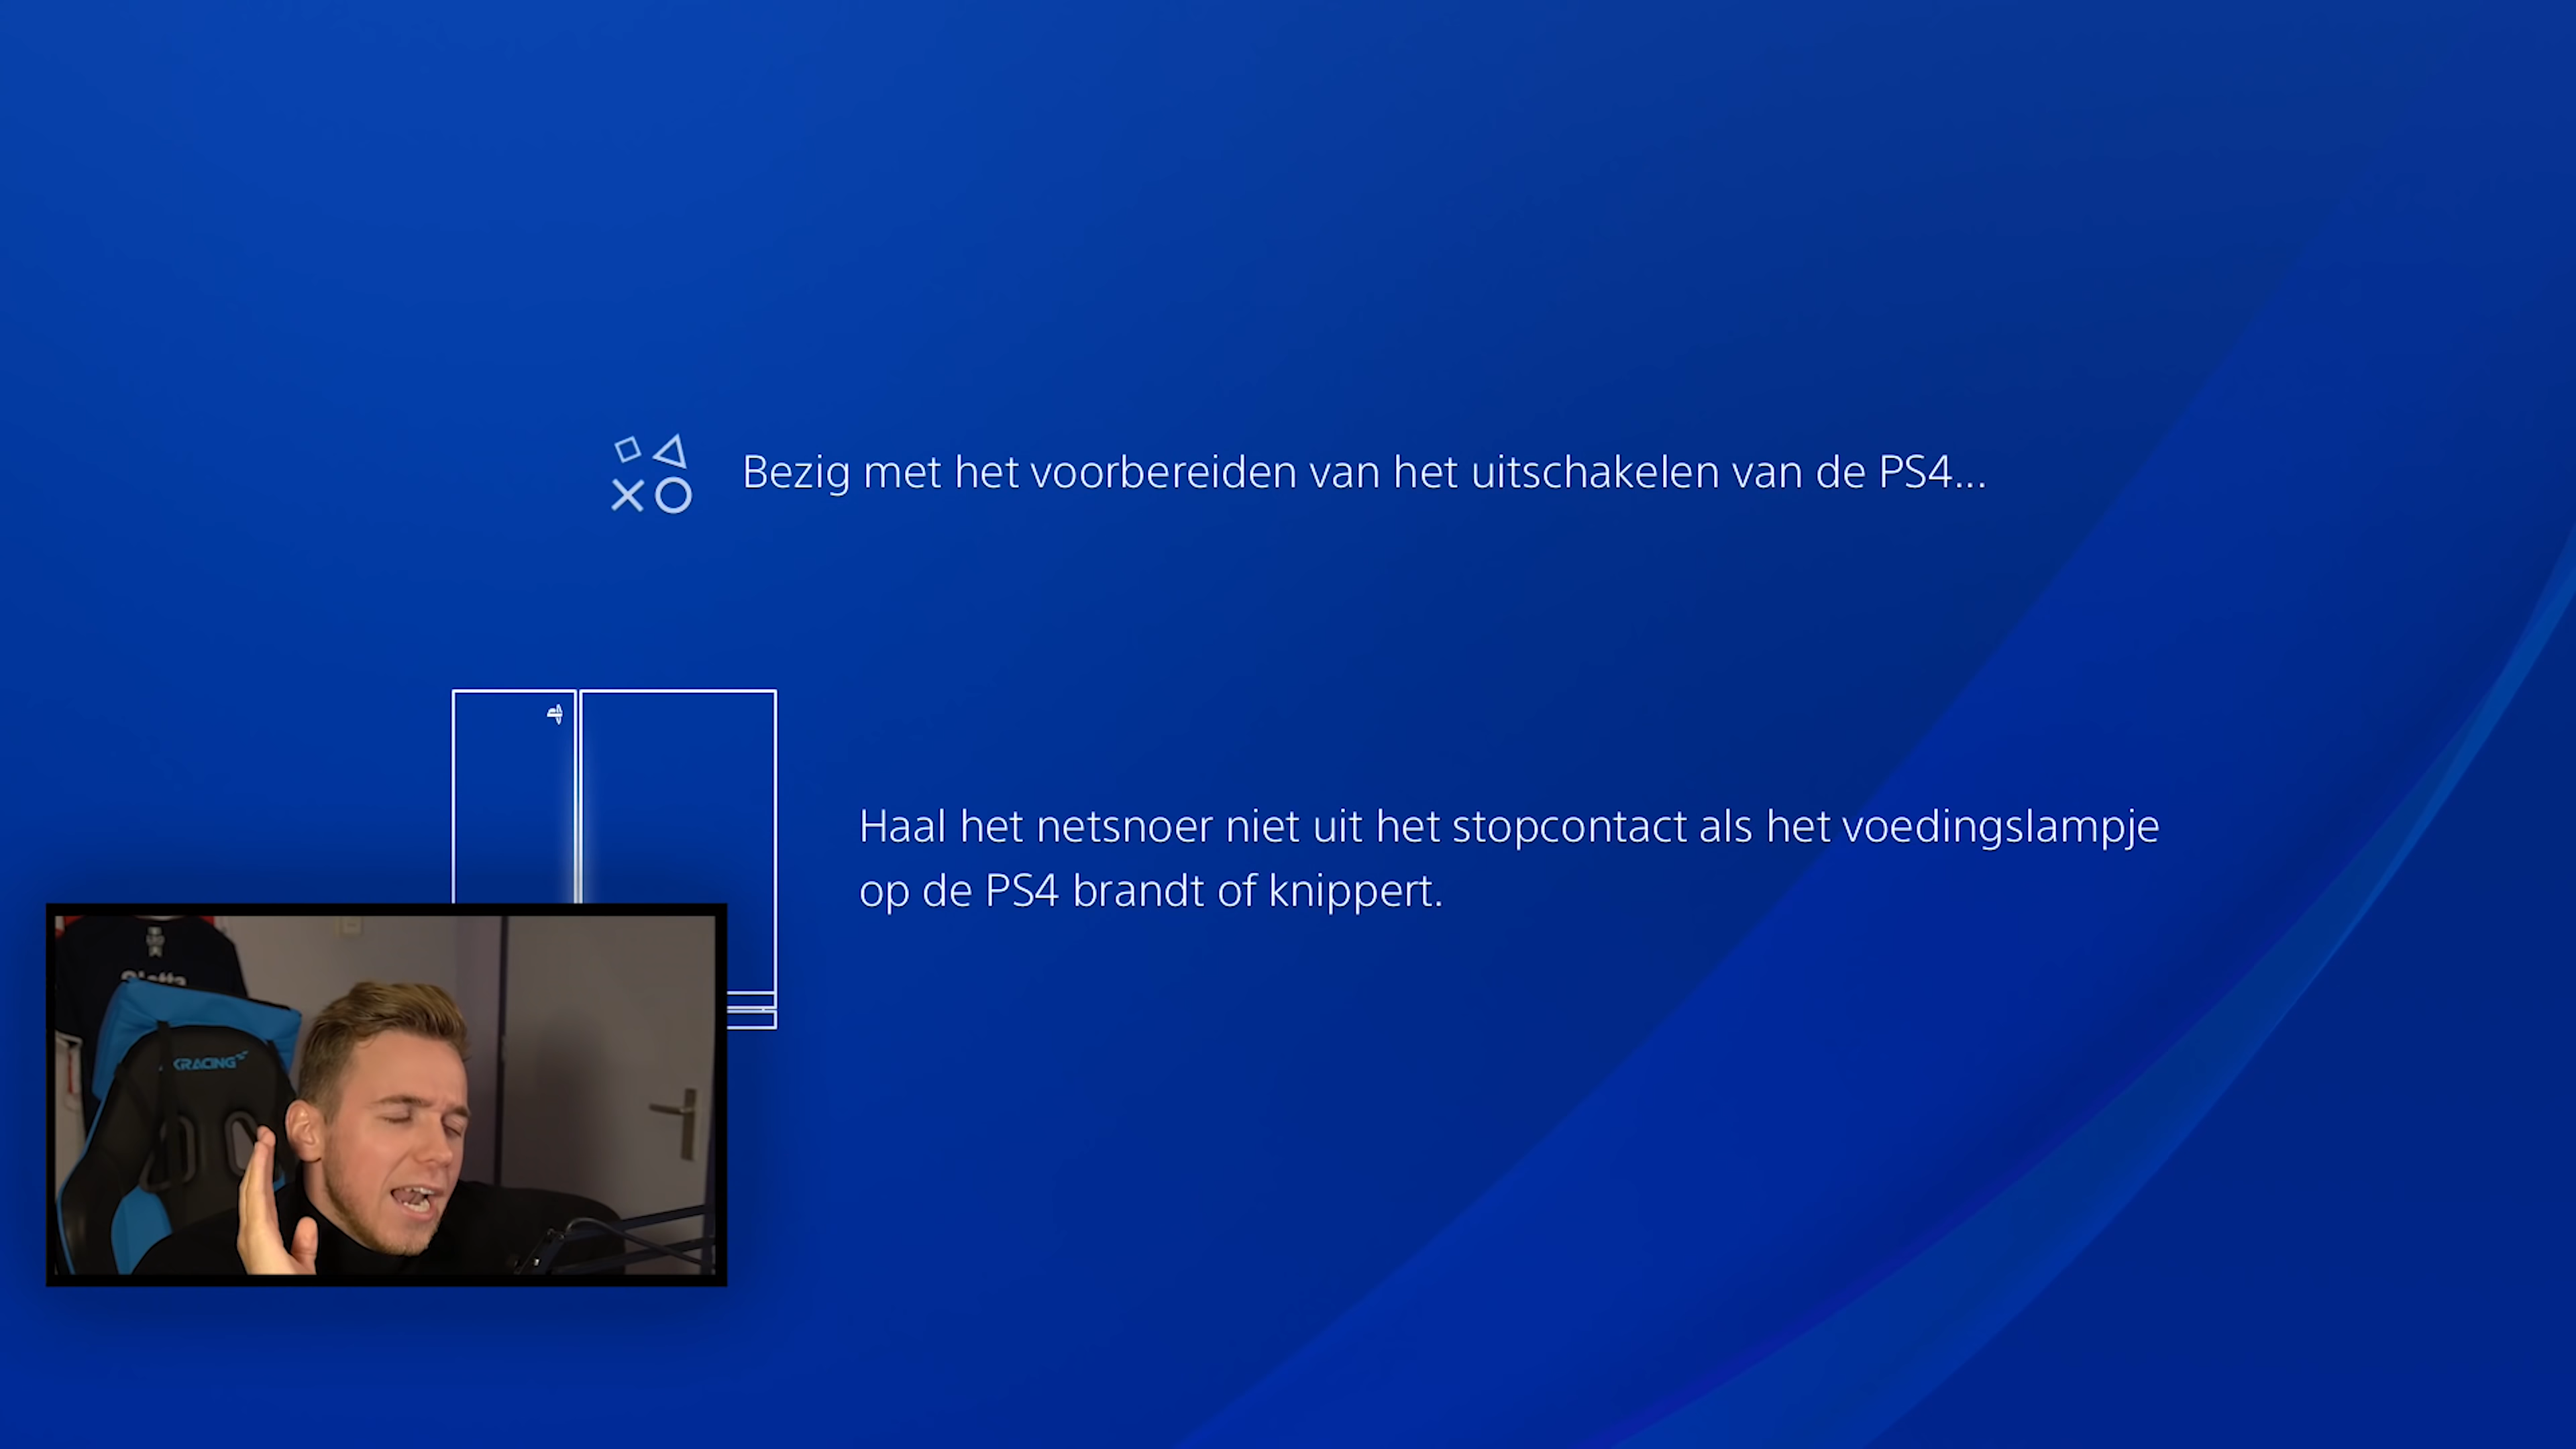 Bezig met het voorbereiden van het uitschakelen van de PS4...
Haal het netsnoer niet uit het stopcontact als het voedingslampje
op de PS4 brandt of knippert.